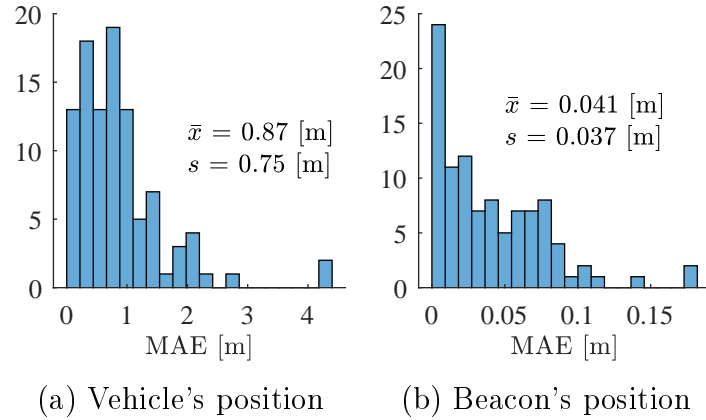 20
15
10
5
0
x̄ = 0.87 [m]
s = 0.75 [m]
0 1 2 3 4
MAE [m]
(a) Vehicle's position
25
20
15
10
5
0
x̄ = 0.041 [m]
s = 0.037 [m]
0 0.05 0.1 0.15
MAE [m]
(b) Beacon's position